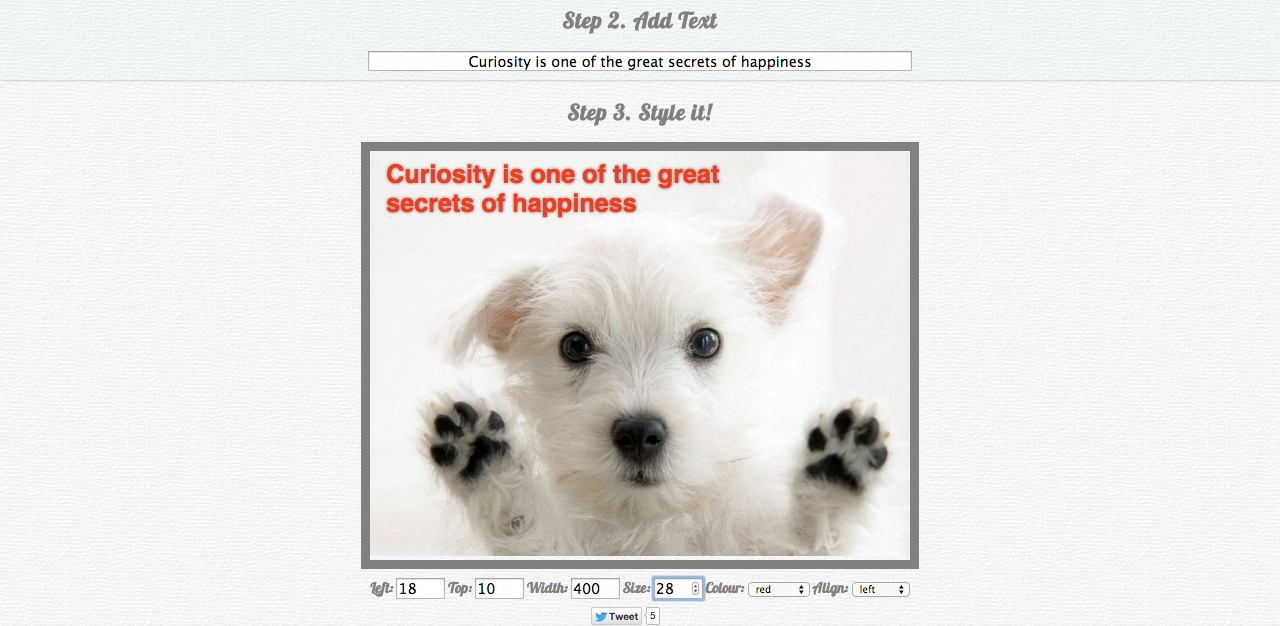 Step 2. Add Text
Curiosity is one of the great secrets of happiness
Step 3. Style it!
Curiosity is one of the great
secrets of happiness
Left: 18 Top: 10 Width: 400 Size: 28 Colour: red Align: left
Tweet 5